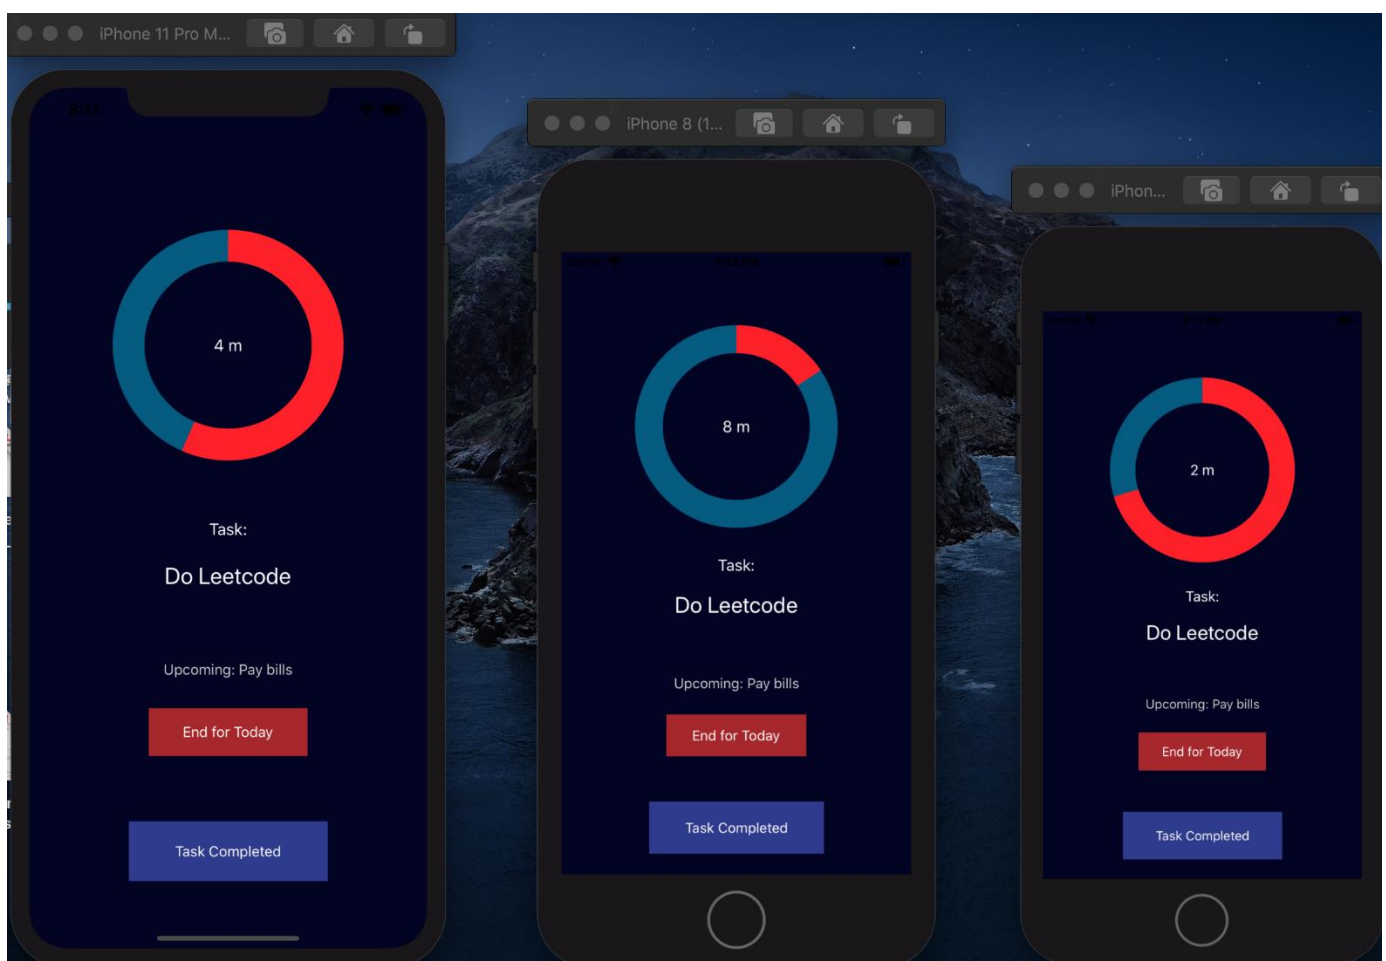 iPhone 11 Pro M...
4 m
Task:
Do Leetcode
Upcoming: Pay bills
End for Today
Task Completed
iPhone 8 (1...
8 m
Task:
Do Leetcode
Upcoming: Pay bills
End for Today
Task Completed
iPhon...
2 m
Task:
Do Leetcode
Upcoming: Pay bills
End for Today
Task Completed